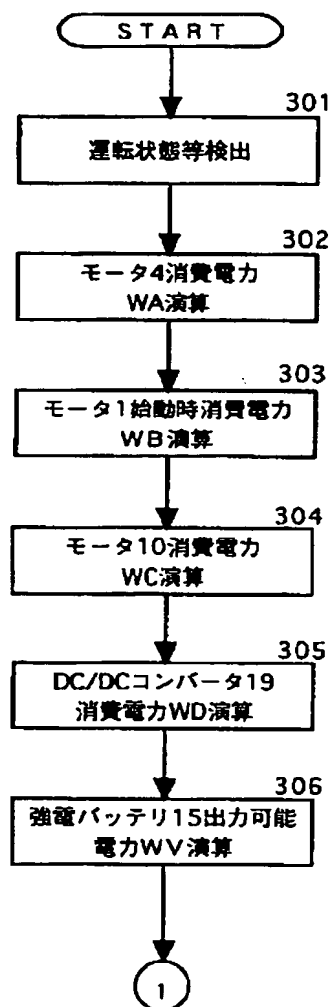 START
301
運転状態等検出
302
モータ4消費電力
WA演算
303
モータ1始動時消費電力
WB演算
304
モータ10消費電力
WC演算
305
DC/DCコンバータ19
消費電力WD演算
306
強電バッテリ15出力可能
電力WV演算
1